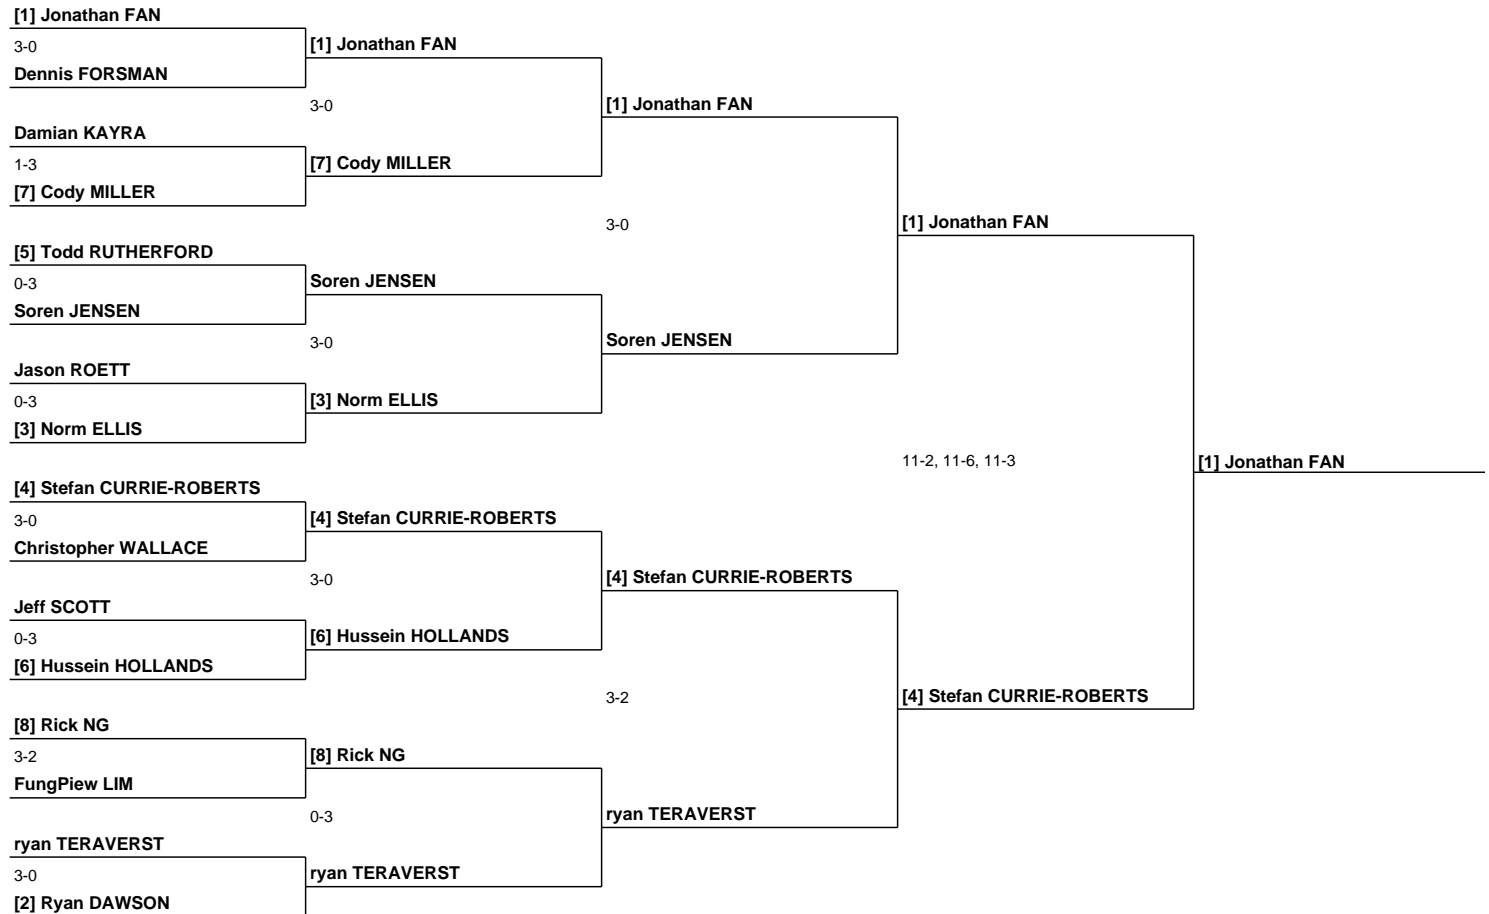 [1] Jonathan FAN
3-0
Dennis FORSMAN
Damian KAYRA
1-3
[7] Cody MILLER
[5] Todd RUTHERFORD
0-3
Soren JENSEN
Jason ROETT
0-3
[3] Norm ELLIS
[4] Stefan CURRIE-ROBERTS
3-0
Christopher WALLACE
Jeff SCOTT
0-3
[6] Hussein HOLLANDS
[8] Rick NG
3-2
FungPiew LIM
ryan TERAVERST
3-0
[2] Ryan DAWSON
[1] Jonathan FAN
3-0
[7] Cody MILLER
Soren JENSEN
3-0
[3] Norm ELLIS
[4] Stefan CURRIE-ROBERTS
3-0
[6] Hussein HOLLANDS
[8] Rick NG
0-3
ryan TERAVERST
[1] Jonathan FAN
3-0
Soren JENSEN
[4] Stefan CURRIE-ROBERTS
3-2
ryan TERAVERST
[1] Jonathan FAN
11-2, 11-6, 11-3
[4] Stefan CURRIE-ROBERTS
[1] Jonathan FAN